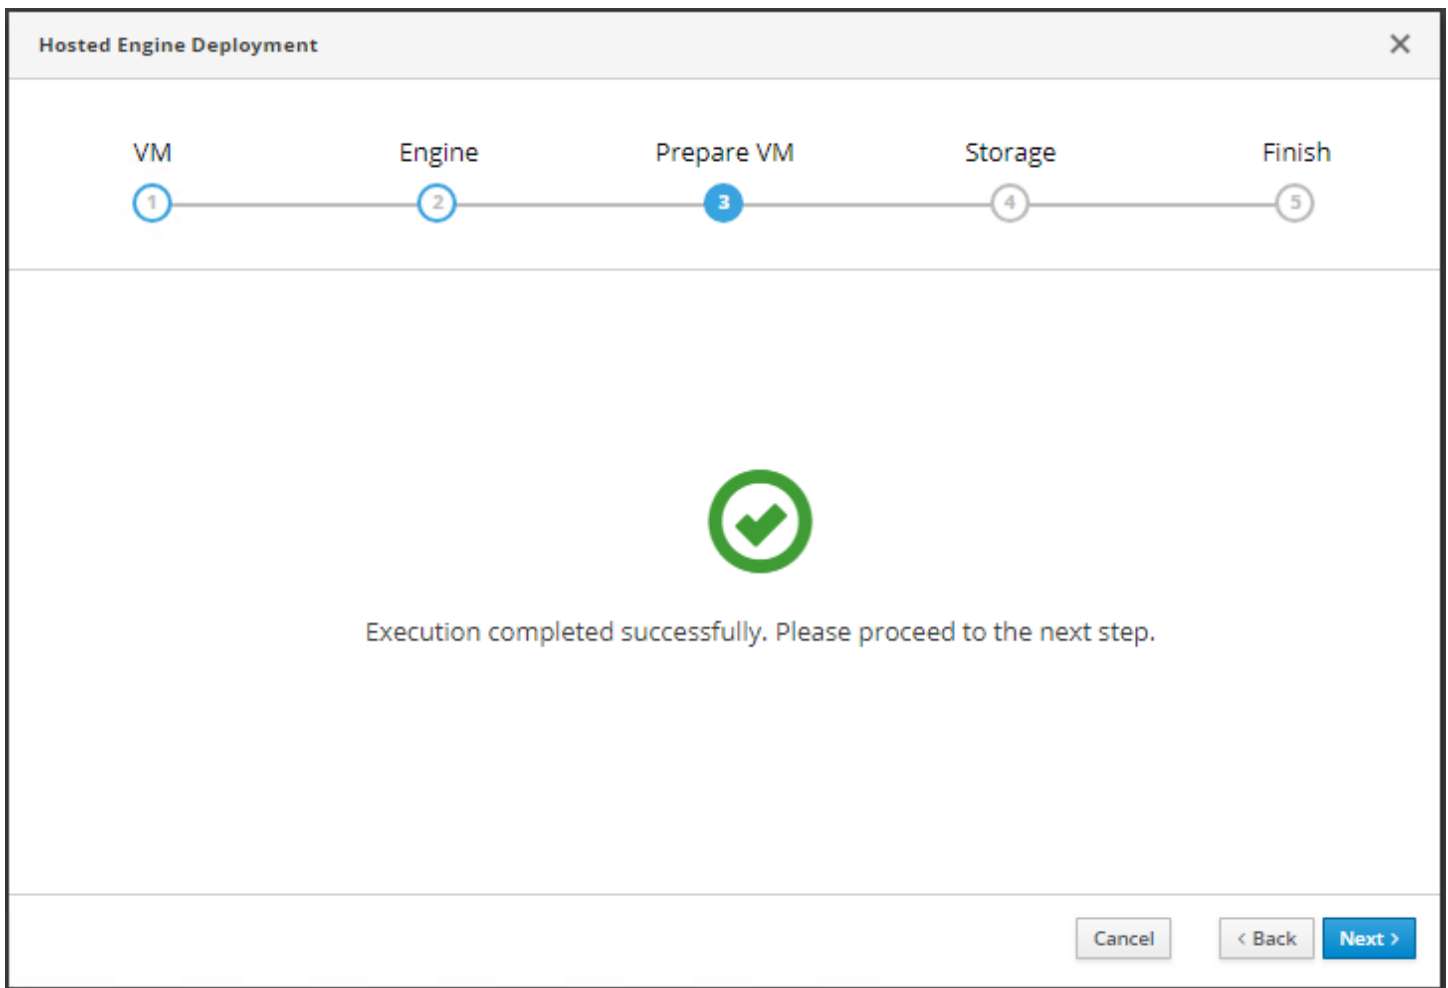 Hosted Engine Deployment ×
VM Engine Prepare VM Storage Finish
1 2 3 4 5
Execution completed successfully. Please proceed to the next step.
Cancel < Back Next >